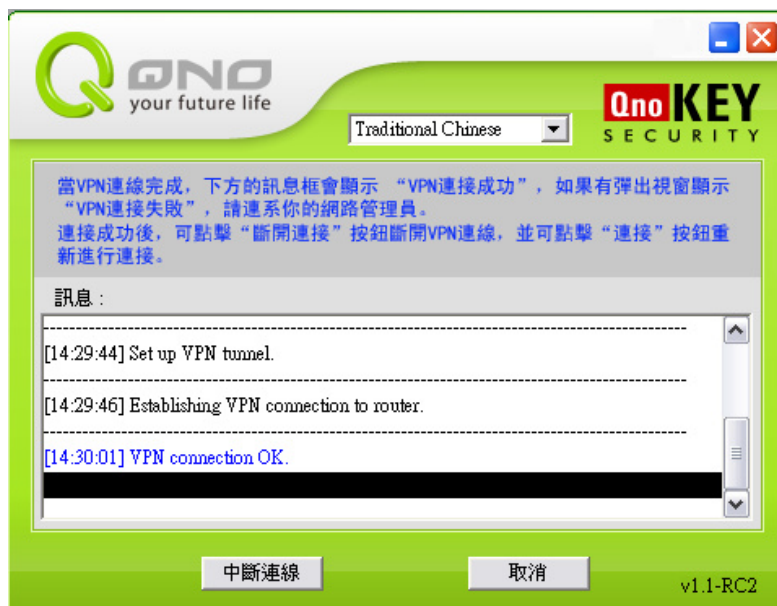 QNO
your future life
Qno KEY
SECURITY
Traditional Chinese
當VPN連線完成，下方的訊息框會顯示 “VPN連接成功”，如果有彈出視窗顯示
“VPN連接失敗”，請連系你的網路管理員。
連接成功後，可點擊“斷開連接”按鈕斷開VPN連線，並可點擊“連接”按鈕重
新進行連接。
訊息：
[14:29:44] Set up VPN tunnel.
[14:29:46] Establishing VPN connection to router.
[14:30:01] VPN connection OK.
中斷連線
取消
v1.1-RC2